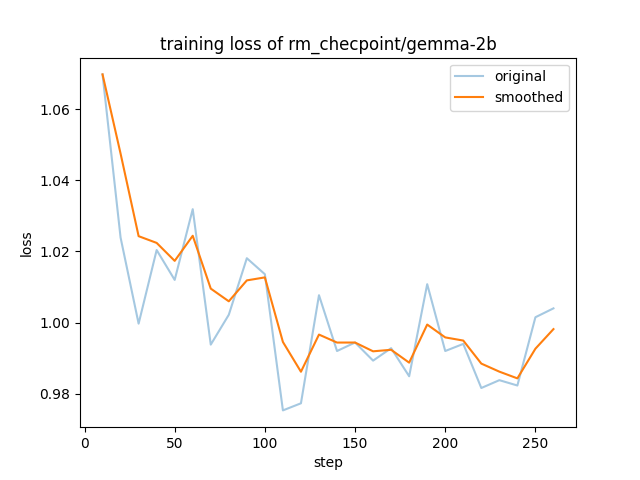 training loss of rm_checpoint/gemma-2b
original
smoothed
1.06
1.04
1.02
1.00
0.98
loss
0
50
100
150
200
250
step